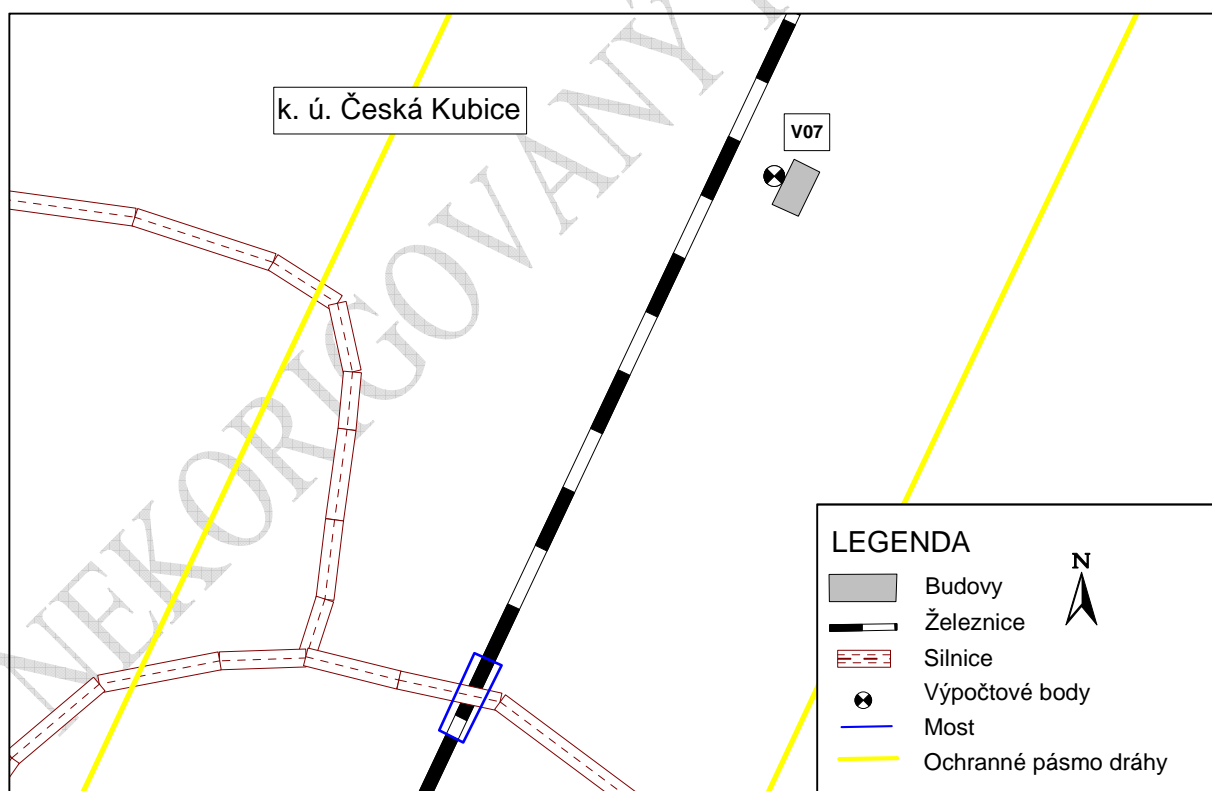 k. ú. Česká Kubice
V07
NEKORIGOVANÝ
LEGENDA
N
Budovy
Železnice
Silnice
Výpočtové body
Most
Ochranné pásmo dráhy